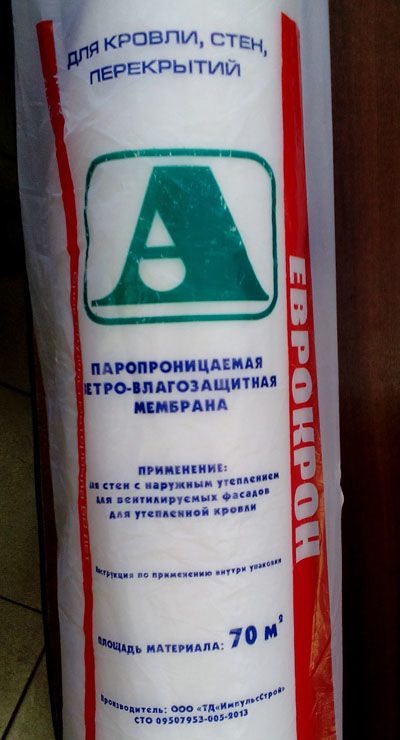 ДЛЯ КРОВЛИ, СТЕН,
ПЕРЕКРЫТИЙ
А
ЕВРОКРОН
ПАРОПРОНИЦАЕМАЯ
ЕТРО-ВЛАГОЗАЩИТНАЯ
МЕМБРАНА
ПРИМЕНЕНИЕ:
ля стен с наружным утеплением
для вентилируемых фасадов
для утепленной кровли
Инструкция по применению внутри упаковки
ПЛОЩАДЬ МАТЕРИАЛА: 70 м²
Производитель: ООО «ТД«ИмпульсСтрой»
СТО 09507953-005-2013